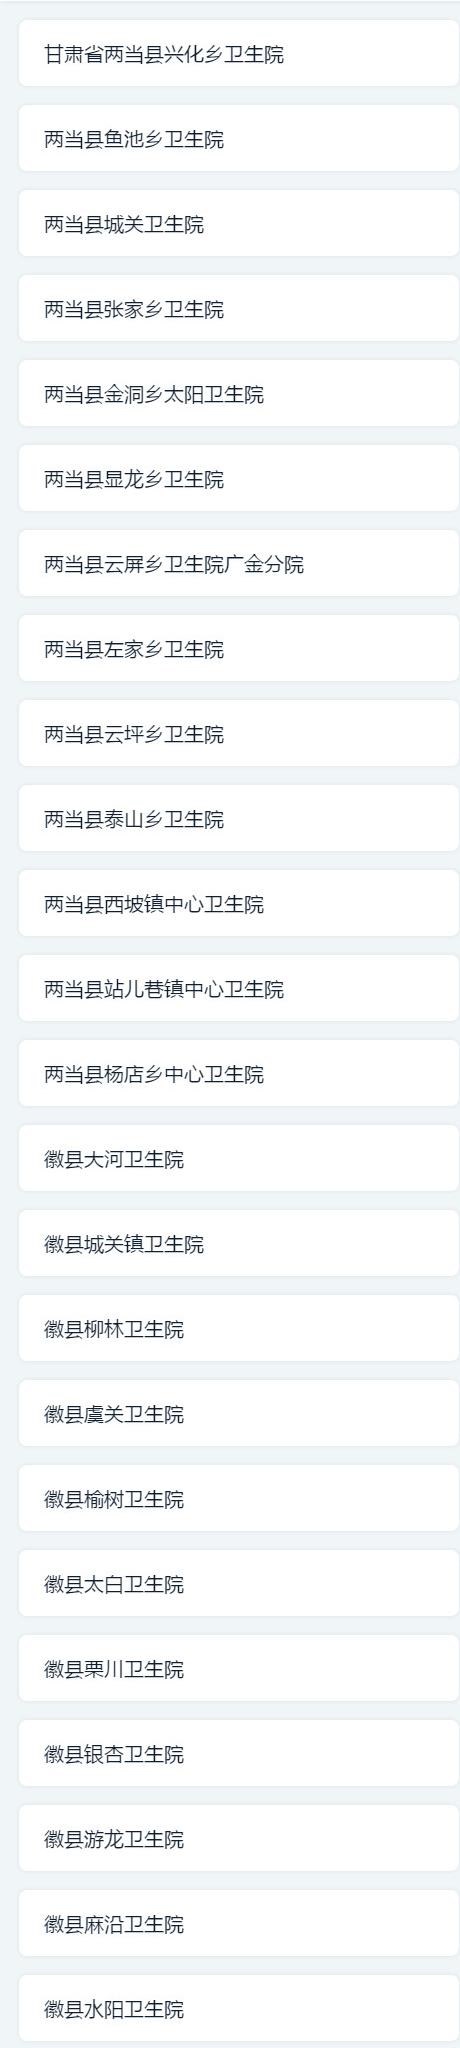 甘肃省两当县兴化乡卫生院
两当县鱼池乡卫生院
两当县城关卫生院
两当县张家乡卫生院
两当县金洞乡太阳卫生院
两当县显龙乡卫生院
两当县云屏乡卫生院广金分院
两当县左家乡卫生院
两当县云坪乡卫生院
两当县泰山乡卫生院
两当县西坡镇中心卫生院
两当县站儿巷镇中心卫生院
两当县杨店乡中心卫生院
徽县大河卫生院
徽县城关镇卫生院
徽县柳林卫生院
徽县虞关卫生院
徽县榆树卫生院
徽县太白卫生院
徽县栗川卫生院
徽县银杏卫生院
徽县游龙卫生院
徽县麻沿卫生院
徽县水阳卫生院